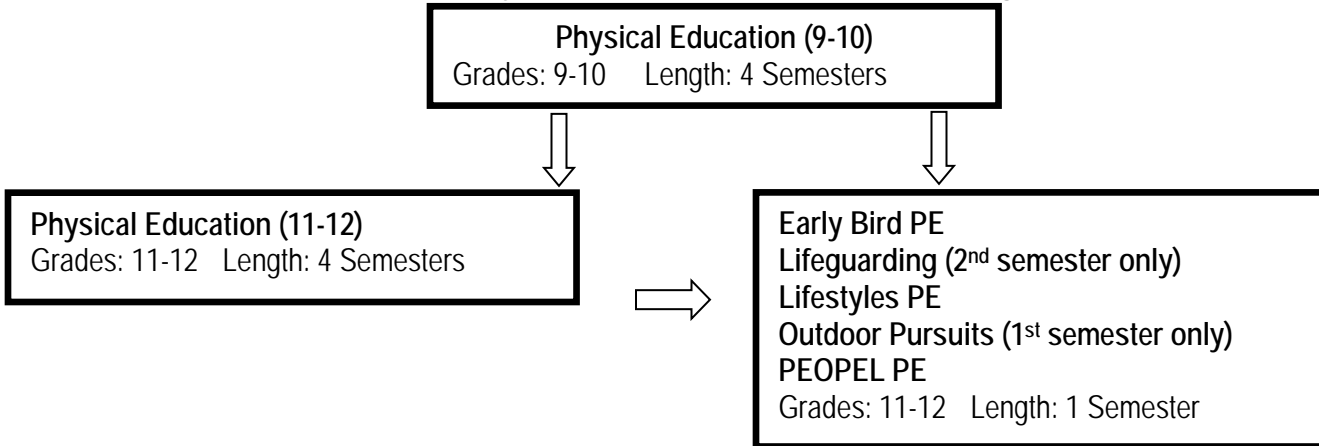 Physical Education (9-10)
Grades: 9-10 Length: 4 Semesters
Physical Education (11-12)
Grades: 11-12 Length: 4 Semesters
Early Bird PE
Lifeguarding (2nd semester only)
Lifestyles PE
Outdoor Pursuits (1st semester only)
PEOPEL PE
Grades: 11-12 Length: 1 Semester